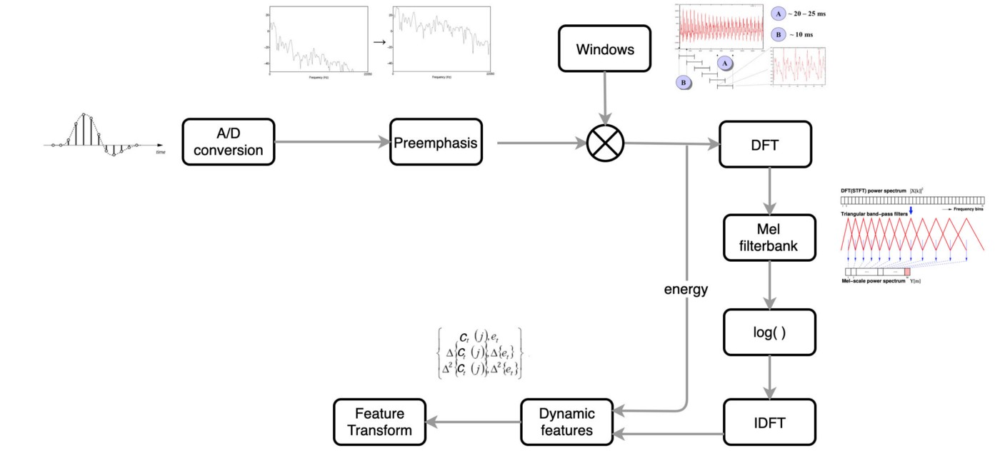 Frequency (Hz)
Frequency (Hz)
Windows
A
~ 20 – 25 ms
B
~ 10 ms
A
B
time
A/D
conversion
Preemphasis
DFT
DFT(STFT) power spectrum |X[k]|²
Frequency bins
Triangular band−pass filters
Mel−scale power spectrum Y[m]
Mel
filterbank
energy
log( )
C_t (j), e_t
Δ{C_t (j)}, Δ{e_t}
Δ²{C_t (j)}, Δ²{e_t}
Feature
Transform
Dynamic
features
IDFT